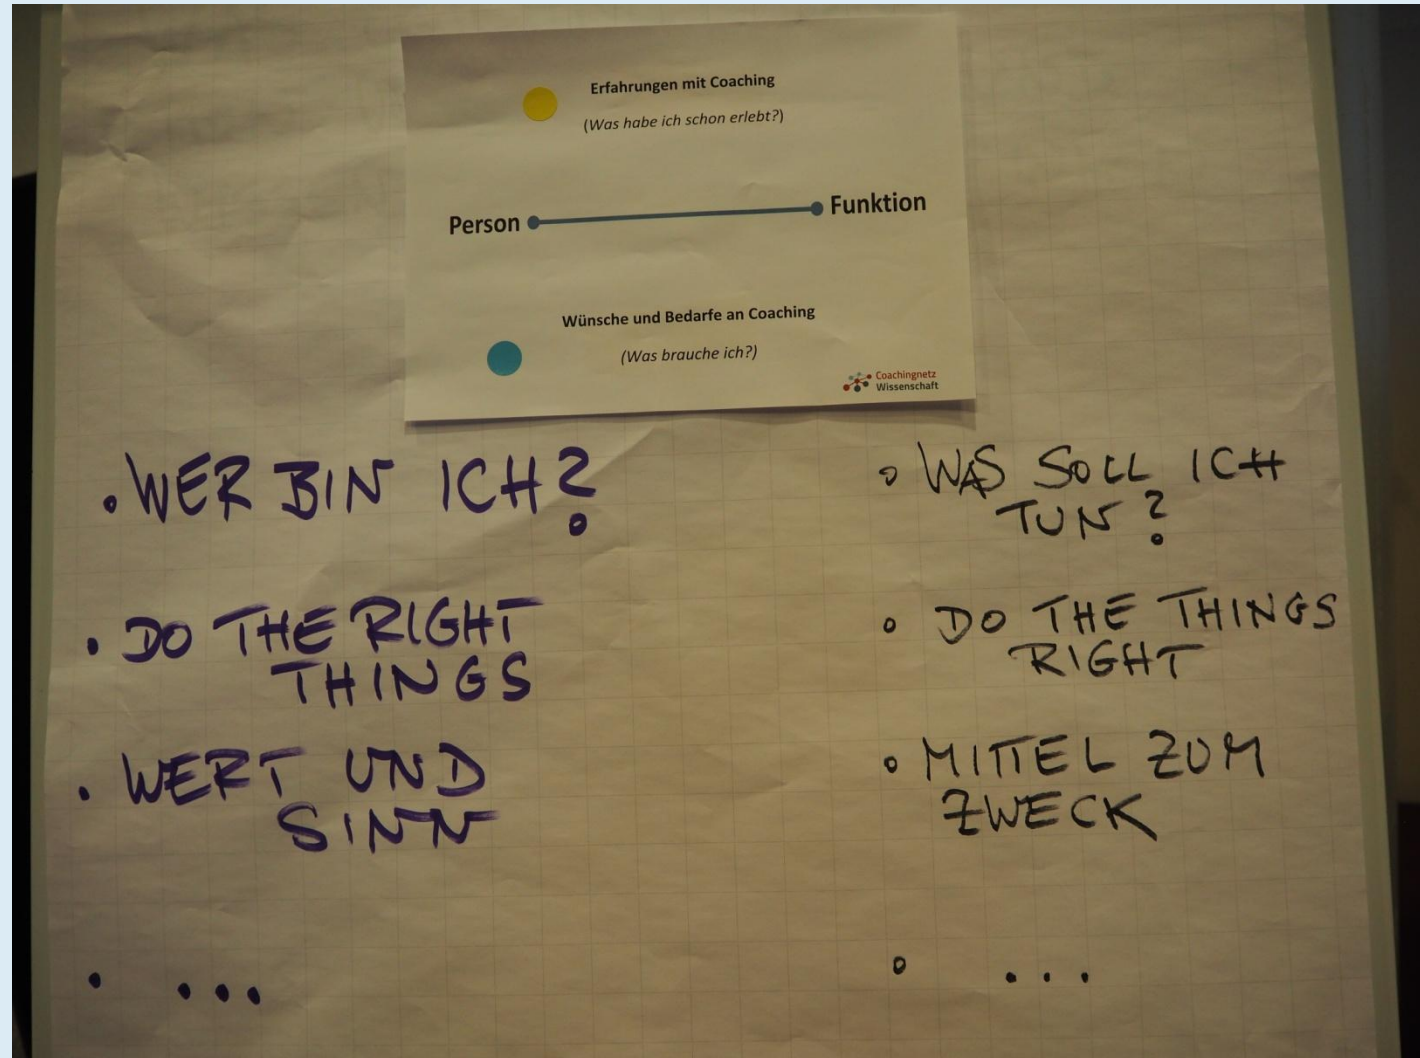 Erfahrungen mit Coaching
(Was habe ich schon erlebt?)
Person
Funktion
Wünsche und Bedarfe an Coaching
(Was brauche ich?)
Coachingnetz
Wissenschaft
• WER BIN ICH?
• DO THE RIGHT
THINGS
• WERT UND
SINN
• ...
• WAS SOLL ICH
TUN?
• DO THE THINGS
RIGHT
• MITTEL ZUM
ZWECK
• ...